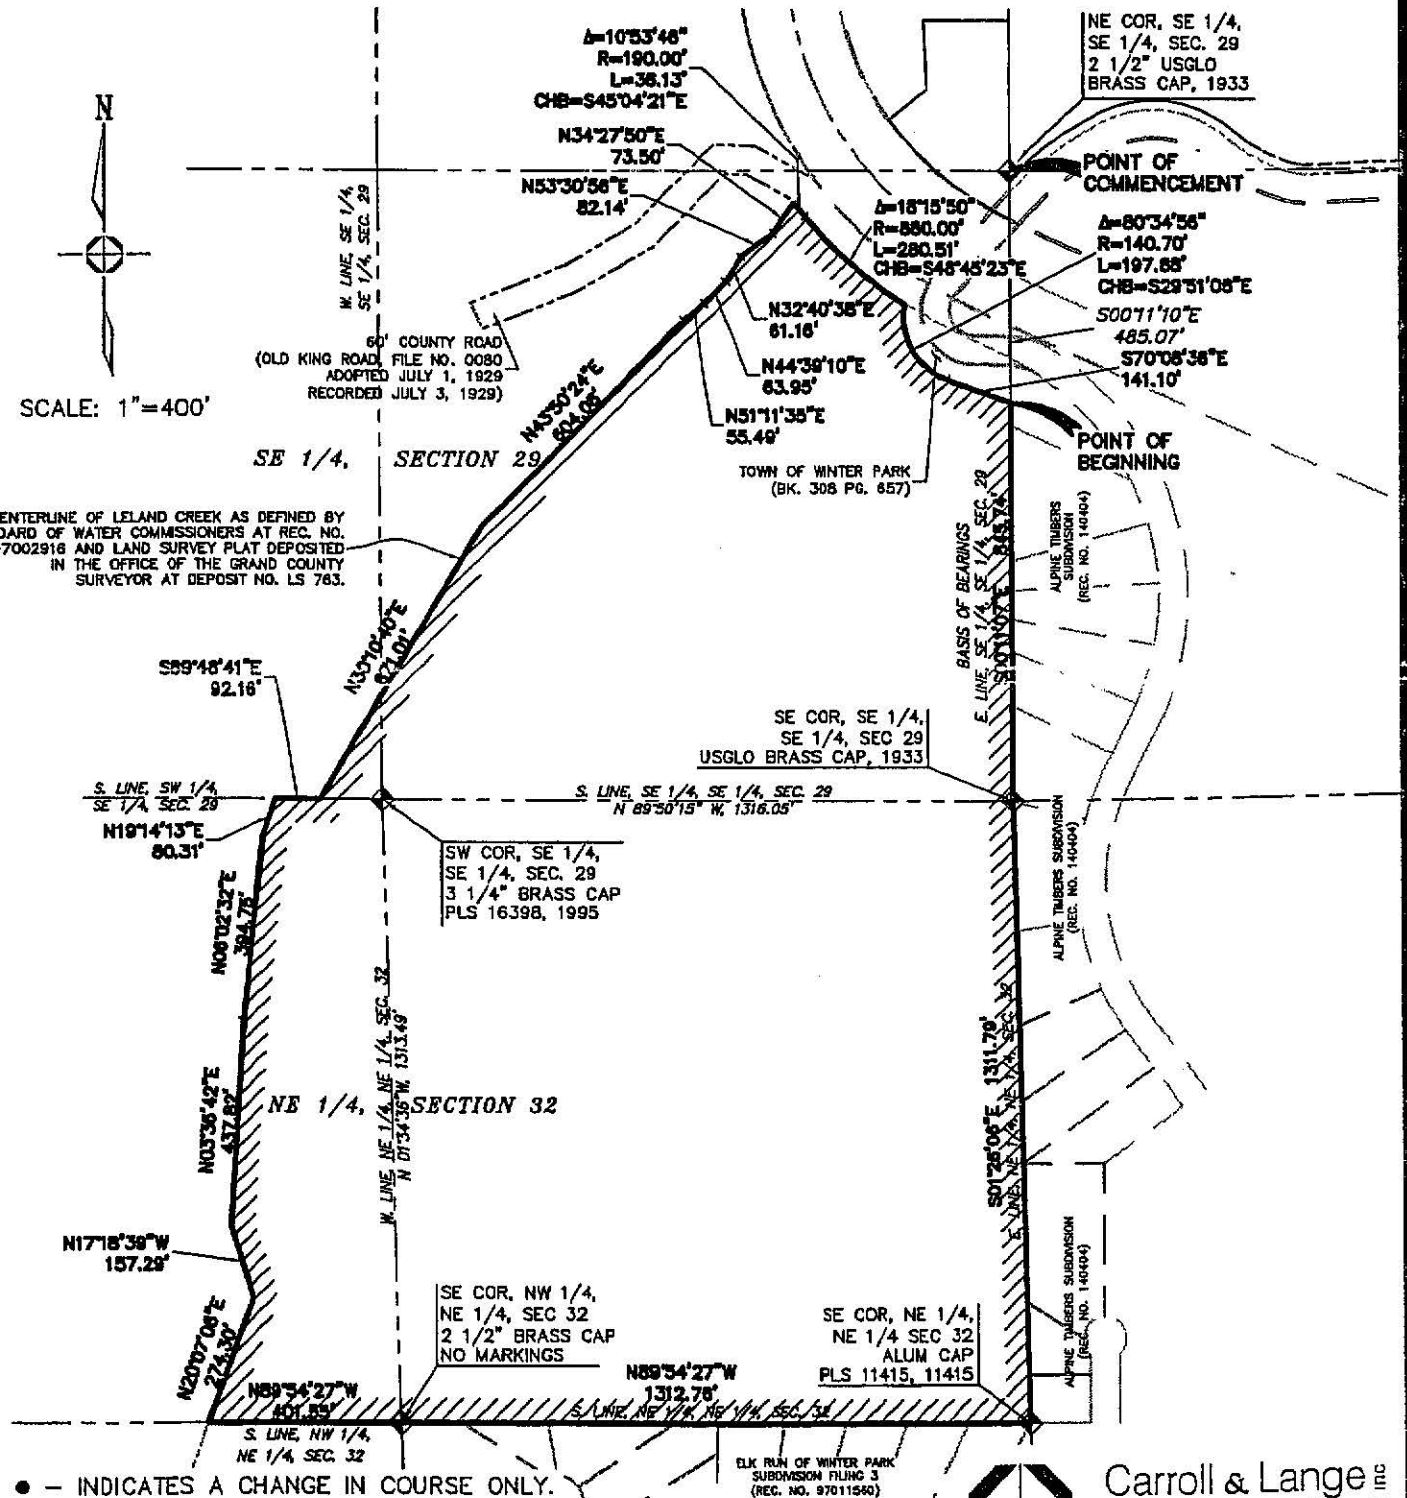 Δ=10°53'46"
R=190.00'
L=36.13'
CHB=S45°04'21"E
N34°27'50"E
73.50'
N53°30'56"E
82.14'
NE COR, SE 1/4,
SE 1/4, SEC. 29
2 1/2" USGLO
BRASS CAP, 1933
N
POINT OF
COMMENCEMENT
W. LINE, SE 1/4,
SE 1/4, SEC. 29
Δ=18°15'50"
R=880.00'
L=280.51'
CHB=S48°45'23"E
Δ=80°34'56"
R=140.70'
L=197.88'
CHB=S29°51'08"E
S00°11'10"E
485.07'
S70°08'36"E
141.10'
N32°40'38"E
61.16'
N44°39'10"E
63.95'
N51°11'35"E
55.49'
60' COUNTY ROAD
(OLD KING ROAD, FILE NO. 0080
ADOPTED JULY 1, 1929
RECORDED JULY 3, 1929)
SCALE: 1"=400'
N43°50'24"E
604.05'
POINT OF
BEGINNING
SE 1/4, SECTION 29
TOWN OF WINTER PARK
(BK. 308 PG. 657)
ENTERLINE OF LELAND CREEK AS DEFINED BY
OARD OF WATER COMMISSIONERS AT REC. NO.
-7002916 AND LAND SURVEY PLAT DEPOSITED
IN THE OFFICE OF THE GRAND COUNTY
SURVEYOR AT DEPOSIT NO. LS 763.
BASIS OF BEARINGS
E. LINE, SE 1/4, SE 1/4, SEC. 29
S00°11'07"E 843.74'
ALPINE TIMBERS
SUBDIVISION
(REC. NO. 140404)
N30°10'40"E
671.01'
S89°48'41"E
92.16'
SE COR, SE 1/4,
SE 1/4, SEC 29
USGLO BRASS CAP, 1933
S. LINE, SW 1/4,
SE 1/4, SEC. 29
S. LINE, SE 1/4, SE 1/4, SEC. 29
N 89°50'15" W, 1316.05'
N19°14'13"E
80.31'
SW COR, SE 1/4,
SE 1/4, SEC. 29
3 1/4" BRASS CAP
PLS 16398, 1995
ALPINE TIMBERS SUBDIVISION
(REC. NO. 140404)
N06°02'32"E
394.75'
W. LINE, NE 1/4, NE 1/4, SEC. 32
N 01°34'36"W, 1313.49'
S01°26'06"E 1311.79'
E. LINE, NE 1/4, NE 1/4, SEC. 32
N03°36'42"E
437.82'
NE 1/4, SECTION 32
N17°18'39"W
157.29'
ALPINE TIMBERS SUBDIVISION
(REC. NO. 140404)
SE COR, NW 1/4,
NE 1/4, SEC 32
2 1/2" BRASS CAP
NO MARKINGS
SE COR, NE 1/4,
NE 1/4 SEC 32
ALUM CAP
PLS 11415, 11415
N20°07'08"E
274.30'
N89°54'27"W
401.55'
N89°54'27"W
1312.76'
S. LINE, NE 1/4, NE 1/4, SEC. 32
S. LINE, NW 1/4,
NE 1/4, SEC. 32
ELK RUN OF WINTER PARK
SUBDIVISION FILING 3
(REC. NO. 97011560)
● – INDICATES A CHANGE IN COURSE ONLY.
Carroll & Lange inc